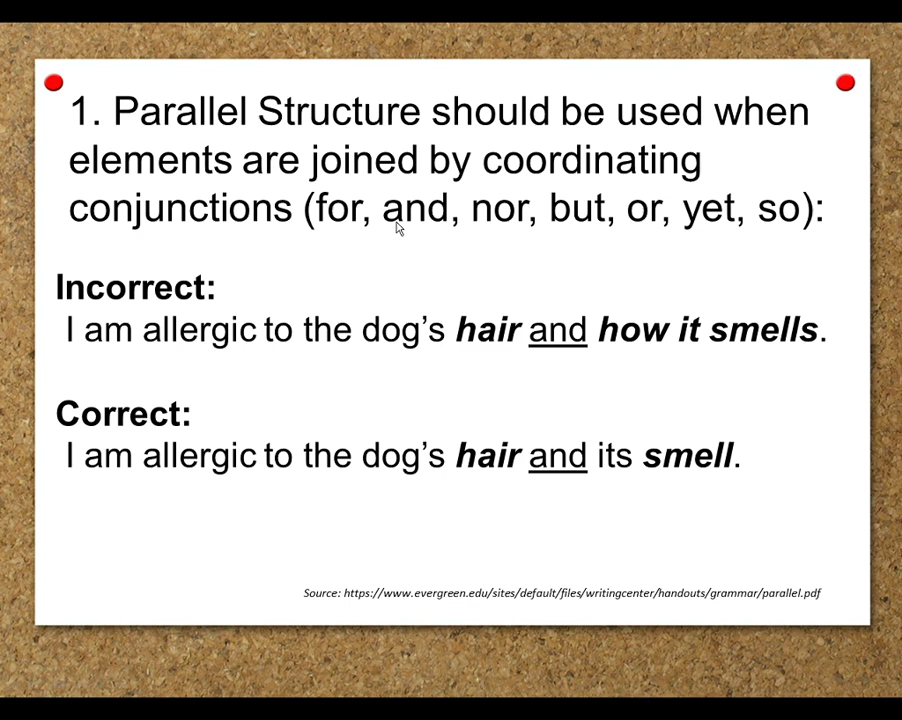 1. Parallel Structure should be used when
elements are joined by coordinating
conjunctions (for, and, nor, but, or, yet, so):
Incorrect:
I am allergic to the dog’s hair and how it smells.
Correct:
I am allergic to the dog’s hair and its smell.
Source: https://www.evergreen.edu/sites/default/files/writingcenter/handouts/grammar/parallel.pdf